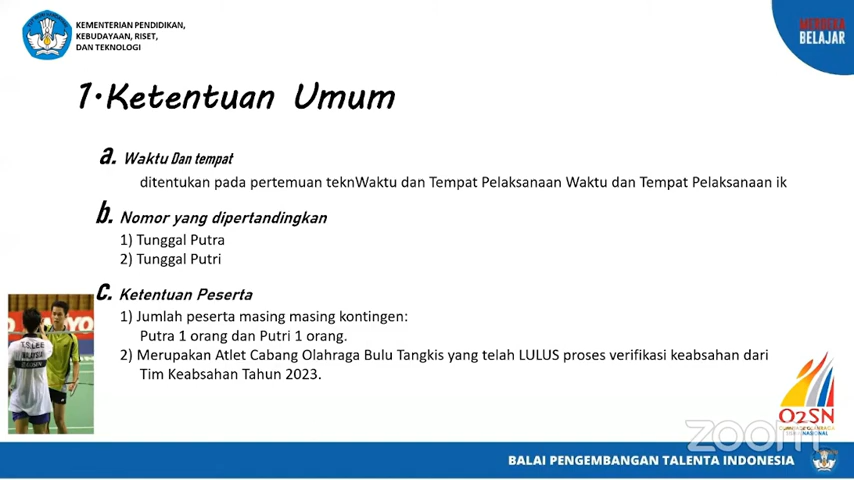 KEMENTERIAN PENDIDIKAN,
KEBUDAYAAN, RISET,
DAN TEKNOLOGI
MERDEKA
BELAJAR
1. Ketentuan Umum
a. Waktu Dan tempat
ditentukan pada pertemuan teknWaktu dan Tempat Pelaksanaan Waktu dan Tempat Pelaksanaan ik
b. Nomor yang dipertandingkan
1) Tunggal Putra
2) Tunggal Putri
c. Ketentuan Peserta
1) Jumlah peserta masing masing kontingen:
Putra 1 orang dan Putri 1 orang.
2) Merupakan Atlet Cabang Olahraga Bulu Tangkis yang telah LULUS proses verifikasi keabsahan dari
Tim Keabsahan Tahun 2023.
T.S.LEE
MALAYSIA
O2SN
zoom
BALAI PENGEMBANGAN TALENTA INDONESIA